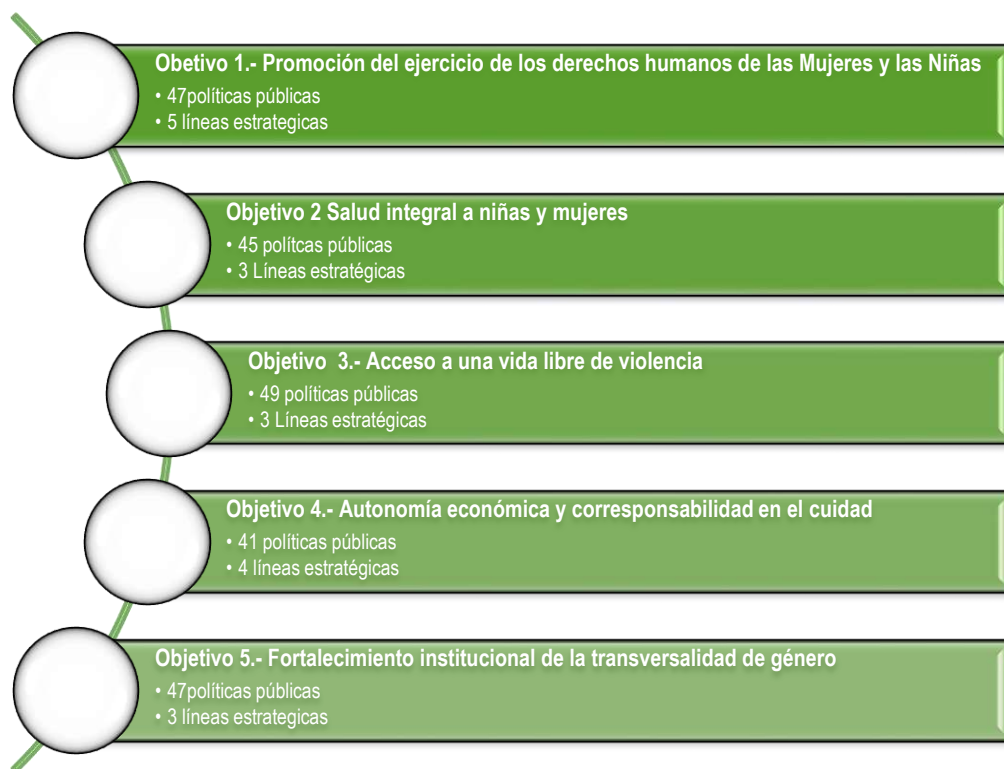 Obetivo 1.- Promoción del ejercicio de los derechos humanos de las Mujeres y las Niñas
• 47políticas públicas
• 5 líneas estrategicas
Objetivo 2 Salud integral a niñas y mujeres
• 45 polítcas públicas
• 3 Líneas estratégicas
Objetivo 3.- Acceso a una vida libre de violencia
• 49 políticas públicas
• 3 Líneas estratégicas
Objetivo 4.- Autonomía económica y corresponsabilidad en el cuidad
• 41 políticas públicas
• 4 líneas estratégicas
Objetivo 5.- Fortalecimiento institucional de la transversalidad de género
• 47políticas públicas
• 3 líneas estrategicas